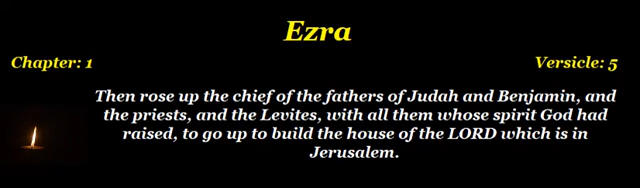 Ezra
Chapter: 1 Versicle: 5
Then rose up the chief of the fathers of Judah and Benjamin, and
the priests, and the Levites, with all them whose spirit God had
raised, to go up to build the house of the LORD which is in
Jerusalem.